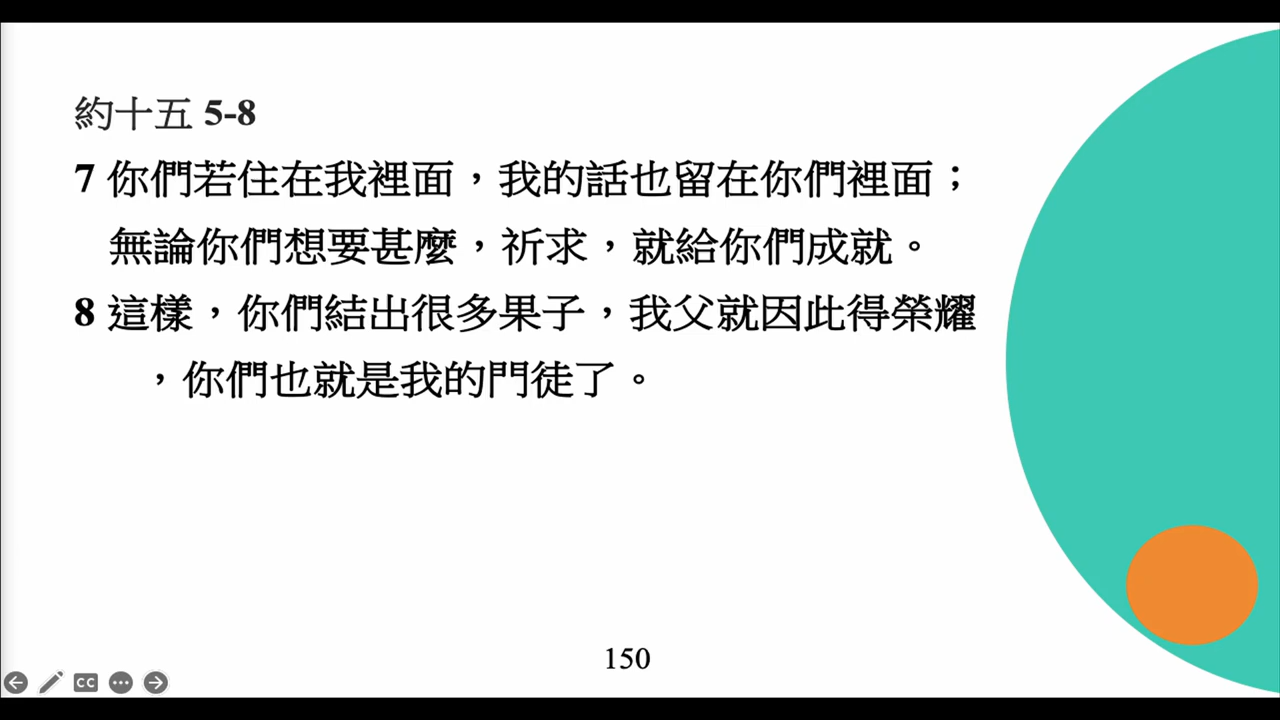 約十五 5-8
7 你們若住在我裡面，我的話也留在你們裡面；
無論你們想要甚麼，祈求，就給你們成就。
8 這樣，你們結出很多果子，我父就因此得榮耀
，你們也就是我的門徒了。
150
CC